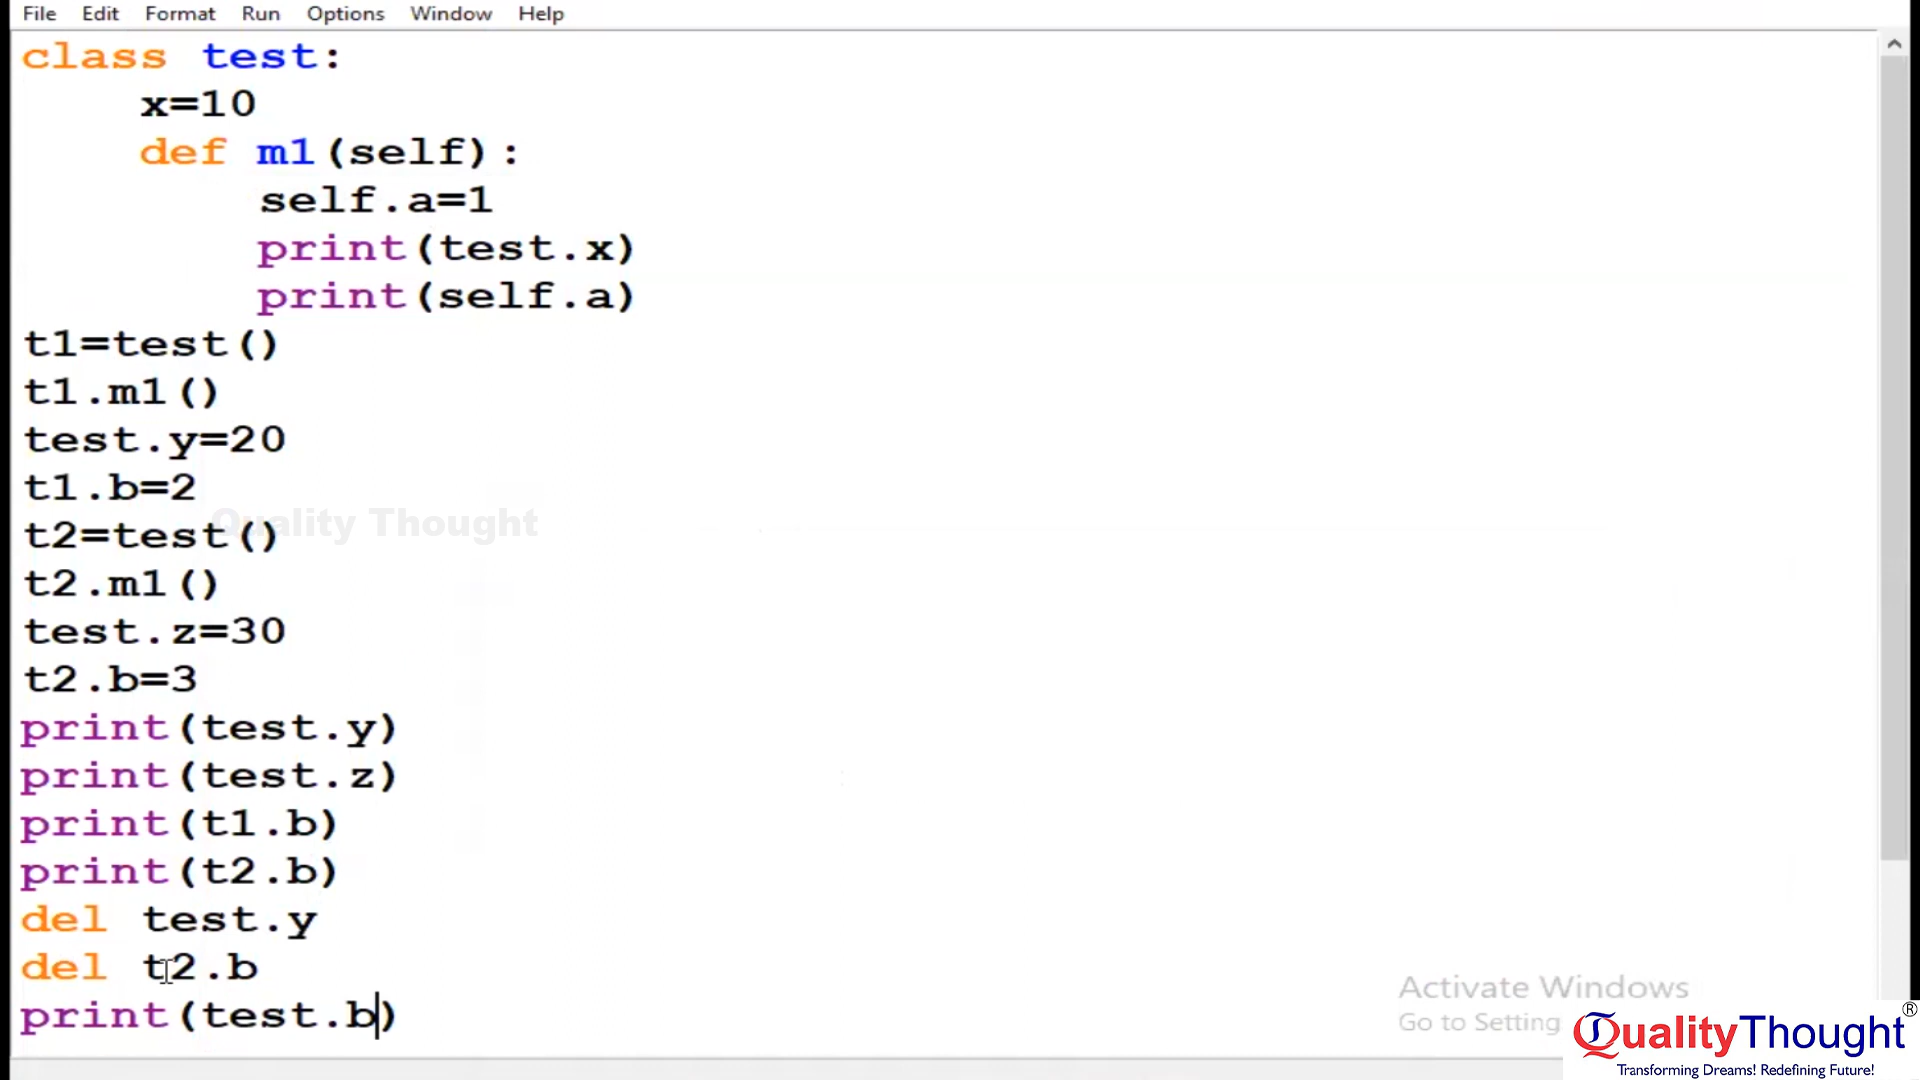 File Edit Format Run Options Window Help
class test:
    x=10
    def m1(self):
        self.a=1
        print(test.x)
        print(self.a)
t1=test()
t1.m1()
test.y=20
t1.b=2
Quality Thought
t2=test()
t2.m1()
test.z=30
t2.b=3
print(test.y)
print(test.z)
print(t1.b)
print(t2.b)
del test.y
del t2.b
print(test.b)
Activate Windows
Go to Setting
QualityThought®
Transforming Dreams! Redefining Future!